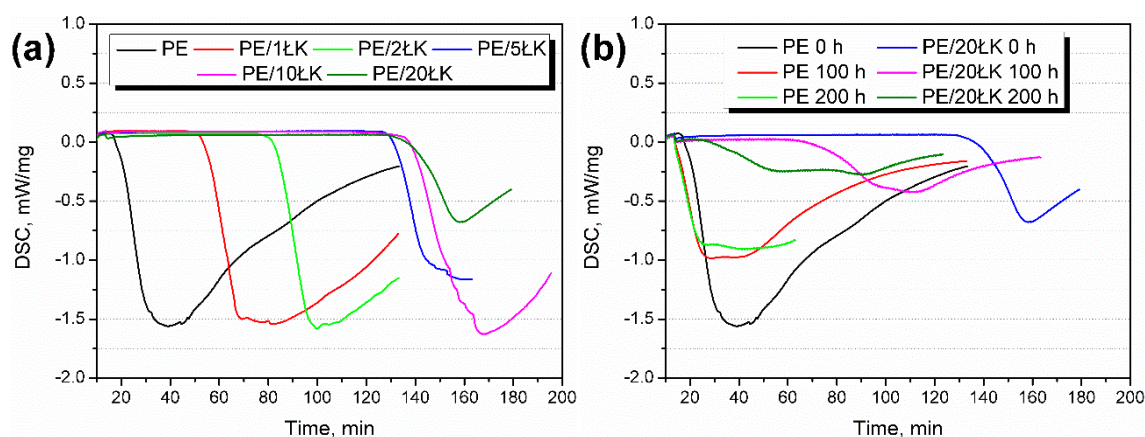 (a)
PE PE/1ŁK PE/2ŁK PE/5ŁK
PE/10ŁK PE/20ŁK
1.0
0.5
0.0
-0.5
-1.0
-1.5
-2.0
DSC, mW/mg
20 40 60 80 100 120 140 160 180 200
Time, min
(b)
PE 0 h PE/20ŁK 0 h
PE 100 h PE/20ŁK 100 h
PE 200 h PE/20ŁK 200 h
1.0
0.5
0.0
-0.5
-1.0
-1.5
-2.0
DSC, mW/mg
20 40 60 80 100 120 140 160 180 200
Time, min